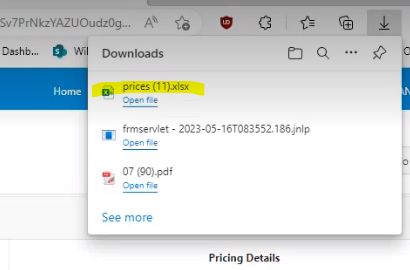 Sv7PrNkzYAZUOudz0g...
Dashb...
Wil
Downloads
Home
prices (11).xlsx
Open file
frmservlet - 2023-05-16T083552.186.jnlp
Open file
07 (90).pdf
Open file
See more
Pricing Details